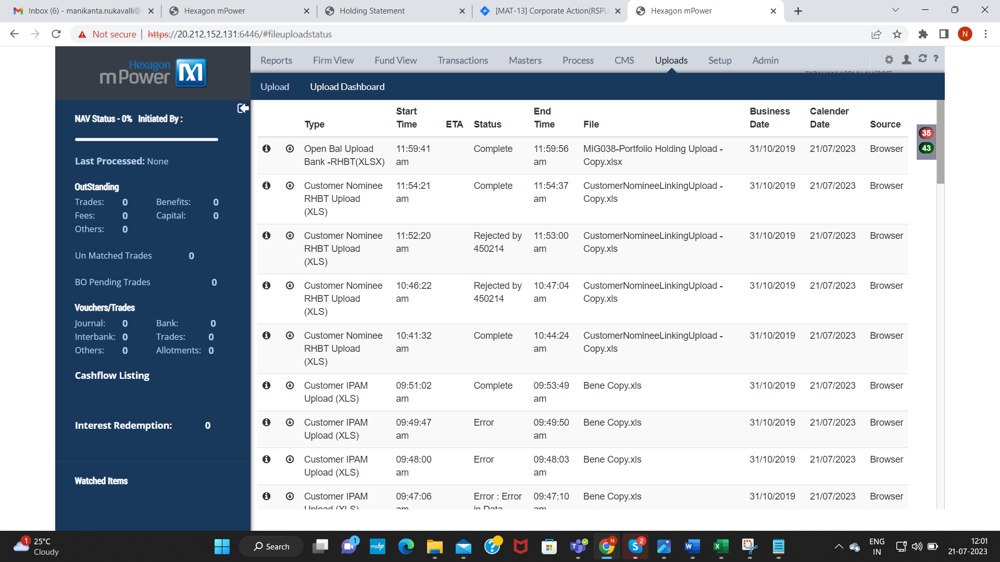 Inbox (6) - manikanta.nukavalli@
Hexagon mPower
Holding Statement
[MAT-13] Corporate Action(RSPL
Hexagon mPower
Not secure | https://20.212.152.131:6446/#fileuploadstatus
N
Hexagon
mPower
Reports Firm View Fund View Transactions Masters Process CMS Uploads Setup Admin
Upload Upload Dashboard
NAV Status - 0% Initiated By :
Last Processed: None
OutStanding
Trades: 0 Benefits: 0
Fees: 0 Capital: 0
Others: 0
Un Matched Trades 0
BO Pending Trades 0
Vouchers/Trades
Journal: 0 Bank: 0
Interbank: 0 Trades: 0
Others: 0 Allotments: 0
Cashflow Listing
Interest Redemption: 0
Watched Items
Start End Business Calender
Type Time ETA Status Time File Date Date Source
35
43
Open Bal Upload 11:59:41 Complete 11:59:56 MIG038-Portfolio Holding Upload - 31/10/2019 21/07/2023 Browser
Bank -RHBT(XLSX) am am Copy.xlsx
Customer Nominee 11:54:21 Complete 11:54:37 CustomerNomineeLinkingUpload - 31/10/2019 21/07/2023 Browser
RHBT Upload am am Copy.xls
(XLS)
Customer Nominee 11:52:20 Rejected by 11:53:00 CustomerNomineeLinkingUpload - 31/10/2019 21/07/2023 Browser
RHBT Upload am 450214 am Copy.xls
(XLS)
Customer Nominee 10:46:22 Rejected by 10:47:04 CustomerNomineeLinkingUpload - 31/10/2019 21/07/2023 Browser
RHBT Upload am 450214 am Copy.xls
(XLS)
Customer Nominee 10:41:32 Complete 10:44:24 CustomerNomineeLinkingUpload - 31/10/2019 21/07/2023 Browser
RHBT Upload am am Copy.xls
(XLS)
Customer IPAM 09:51:02 Complete 09:53:49 Bene Copy.xls 31/10/2019 21/07/2023 Browser
Upload (XLS) am am
Customer IPAM 09:49:47 Error 09:49:50 Bene Copy.xls 31/10/2019 21/07/2023 Browser
Upload (XLS) am am
Customer IPAM 09:48:00 Error 09:48:03 Bene Copy.xls 31/10/2019 21/07/2023 Browser
Upload (XLS) am am
Customer IPAM 09:47:06 Error : Error 09:47:10 Bene Copy.xls 31/10/2019 21/07/2023 Browser
Upload (XLS) am in Data am
1 25°C
Cloudy
Search
1
myhp
N
2
ENG
IN
12:01
21-07-2023